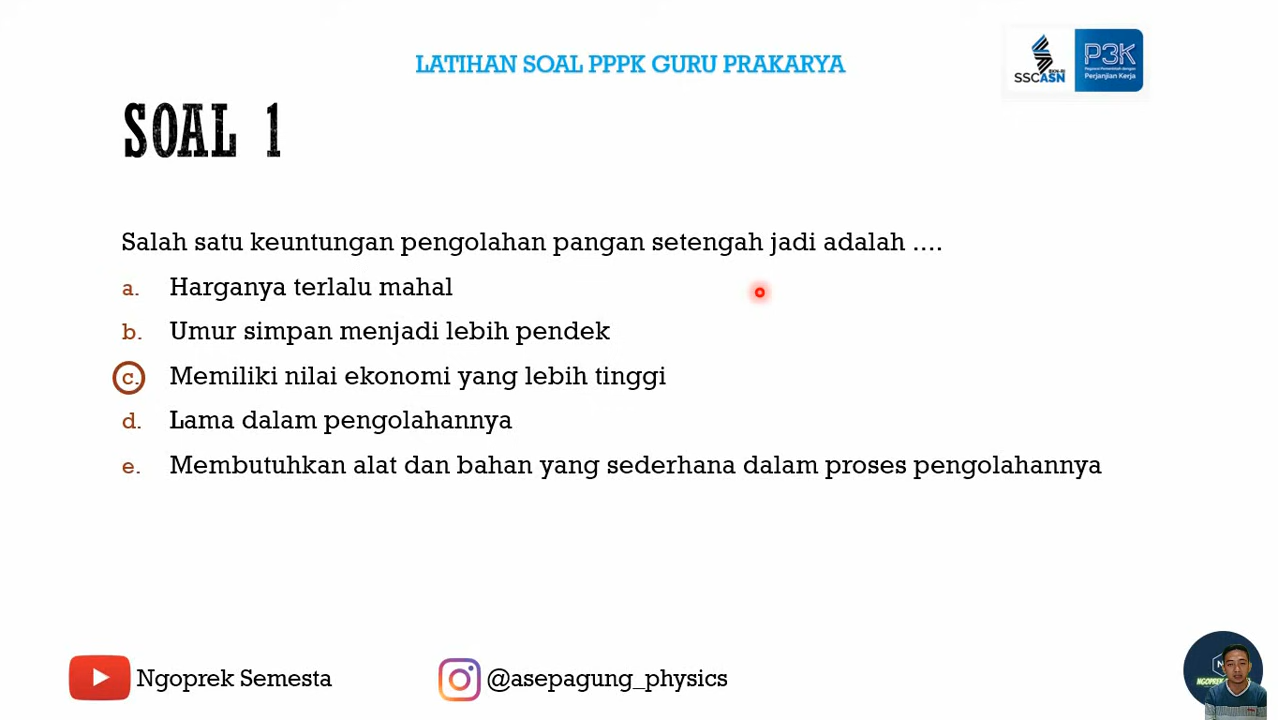 LATIHAN SOAL PPPK GURU PRAKARYA
SSCASN
P3K
Perjanjian Kerja
SOAL 1
Salah satu keuntungan pengolahan pangan setengah jadi adalah ....
a. Harganya terlalu mahal
b. Umur simpan menjadi lebih pendek
c. Memiliki nilai ekonomi yang lebih tinggi
d. Lama dalam pengolahannya
e. Membutuhkan alat dan bahan yang sederhana dalam proses pengolahannya
Ngoprek Semesta
@asepagung_physics